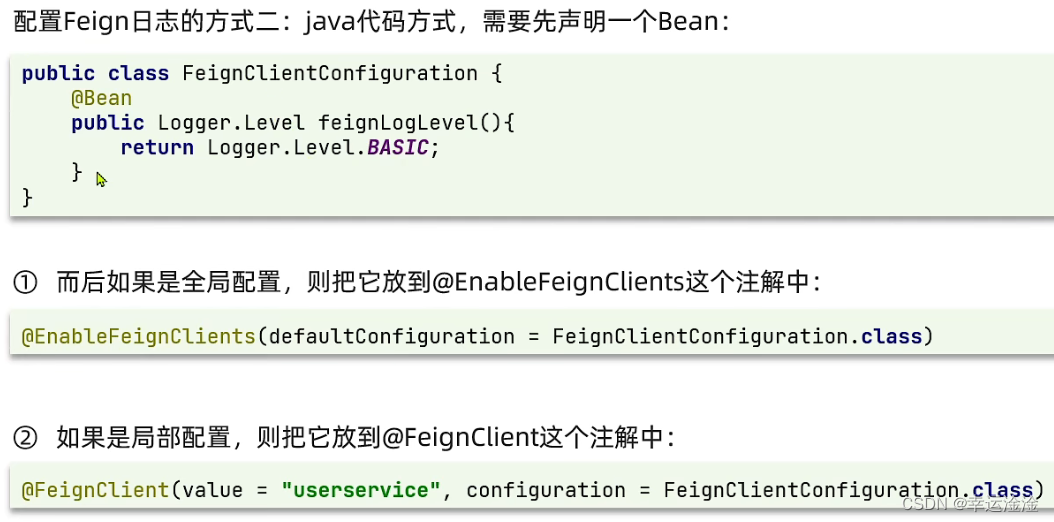 配置Feign日志的方式二：java代码方式，需要先声明一个Bean：
public class FeignClientConfiguration {
    @Bean
    public Logger.Level feignLogLevel(){
        return Logger.Level.BASIC;
    }
}
① 而后如果是全局配置，则把它放到@EnableFeignClients这个注解中：
@EnableFeignClients(defaultConfiguration = FeignClientConfiguration.class)
② 如果是局部配置，则把它放到@FeignClient这个注解中：
@FeignClient(value = "userservice", configuration = FeignClientConfiguration.class)
CSDN @幸运淦淦